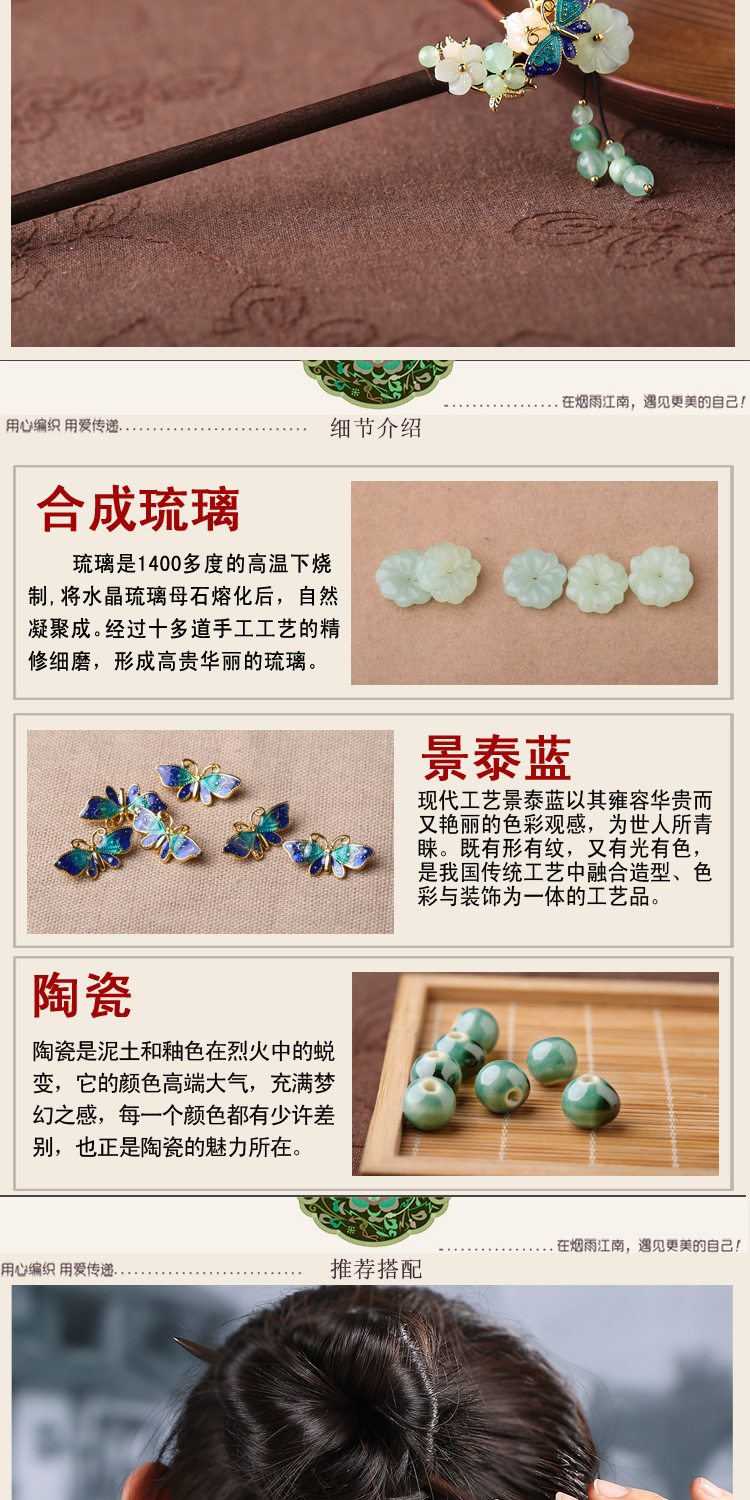 在烟雨江南，遇见更美的自己！
用心编织 用爱传递
细节介绍
合成琉璃
琉璃是1400多度的高温下烧
制，将水晶琉璃母石熔化后，自然
凝聚成。经过十多道手工工艺的精
修细磨，形成高贵华丽的琉璃。
景泰蓝
现代工艺景泰蓝以其雍容华贵而
又艳丽的色彩观感，为世人所青
睐。既有形有纹，又有光有色，
是我国传统工艺中融合造型、色
彩与装饰为一体的工艺品。
陶瓷
陶瓷是泥土和釉色在烈火中的蜕
变，它的颜色高端大气，充满梦
幻之感，每一个颜色都有少许差
别，也正是陶瓷的魅力所在。
在烟雨江南，遇见更美的自己！
用心编织 用爱传递
推荐搭配